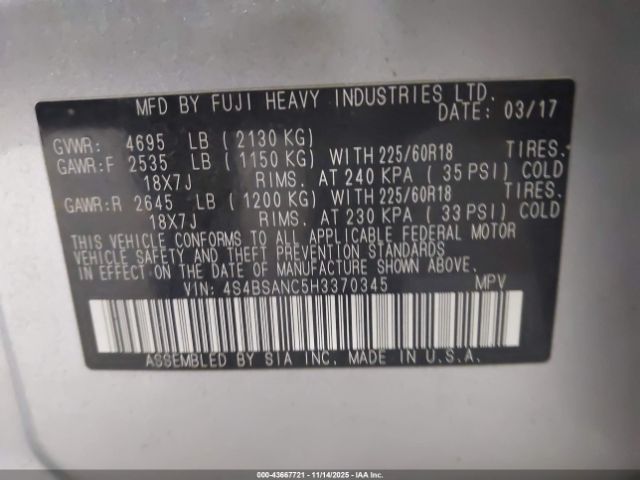 MFD BY FUJI HEAVY INDUSTRIES LTD.
DATE: 03/17
GVWR: 4695 LB (2130 KG)
GAWR:F 2535 LB (1150 KG) WITH 225/60R18 TIRES.
18X7J RIMS. AT 240 KPA (35 PSI) COLD
GAWR:R 2645 LB (1200 KG) WITH 225/60R18 TIRES.
18X7J RIMS. AT 230 KPA (33 PSI) COLD
THIS VEHICLE CONFORMS TO ALL APPLICABLE FEDERAL MOTOR
VEHICLE SAFETY AND THEFT PREVENTION STANDARDS
IN EFFECT ON THE DATE OF MANUFACTURE SHOWN ABOVE.
VIN: 4S4BSANC5H3370345 MPV
ASSEMBLED BY SIA INC. MADE IN U.S.A.
000-43667721 - 11/14/2025 - IAAI.COM